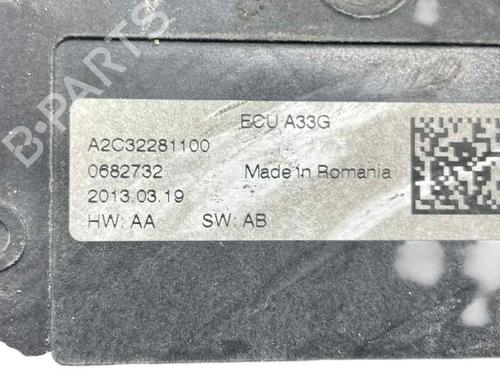 B-PARTS
ECU A33G
A2C32281100
0682732 Made in Romania
2013.03.19
HW: AA SW: AB